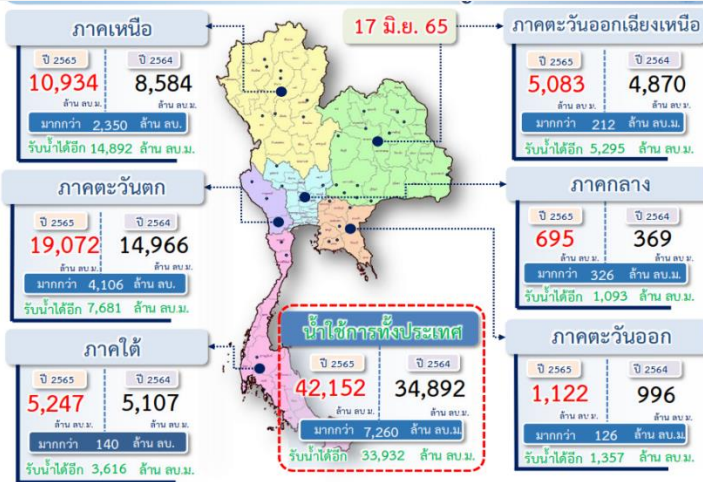 ภาคเหนือ
ปี 2565 ปี 2564
10,934 8,584
ล้าน ลบ.ม. ล้าน ลบ.ม.
มากกว่า 2,350 ล้าน ลบ.
รับน้ำได้อีก 14,892 ล้าน ลบ.ม.
17 มิ.ย. 65
ภาคตะวันออกเฉียงเหนือ
ปี 2565 ปี 2564
5,083 4,870
ล้าน ลบ.ม. ล้าน ลบ.ม.
มากกว่า 212 ล้าน ลบ.ม.
รับน้ำได้อีก 5,295 ล้าน ลบ.ม.
ภาคตะวันตก
ปี 2565 ปี 2564
19,072 14,966
ล้าน ลบ.ม. ล้าน ลบ.ม.
มากกว่า 4,106 ล้าน ลบ.
รับน้ำได้อีก 7,681 ล้าน ลบ.ม.
ภาคกลาง
ปี 2565 ปี 2564
695 369
ล้าน ลบ.ม. ล้าน ลบ.ม.
มากกว่า 326 ล้าน ลบ.ม.
รับน้ำได้อีก 1,093 ล้าน ลบ.ม.
ภาคใต้
ปี 2565 ปี 2564
5,247 5,107
ล้าน ลบ.ม. ล้าน ลบ.ม.
มากกว่า 140 ล้าน ลบ.
รับน้ำได้อีก 3,616 ล้าน ลบ.ม.
น้ำใช้การทั้งประเทศ
ปี 2565 ปี 2564
42,152 34,892
ล้าน ลบ.ม. ล้าน ลบ.ม.
มากกว่า 7,260 ล้าน ลบ.ม.
รับน้ำได้อีก 33,932 ล้าน ลบ.ม.
ภาคตะวันออก
ปี 2565 ปี 2564
1,122 996
ล้าน ลบ.ม. ล้าน ลบ.ม.
มากกว่า 126 ล้าน ลบ.ม.
รับน้ำได้อีก 1,357 ล้าน ลบ.ม.